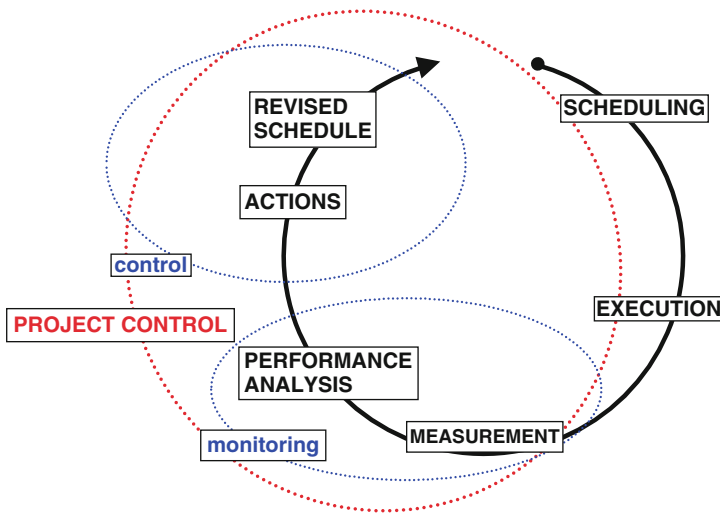 REVISED
SCHEDULE
SCHEDULING
ACTIONS
control
EXECUTION
PROJECT CONTROL
PERFORMANCE
ANALYSIS
MEASUREMENT
monitoring